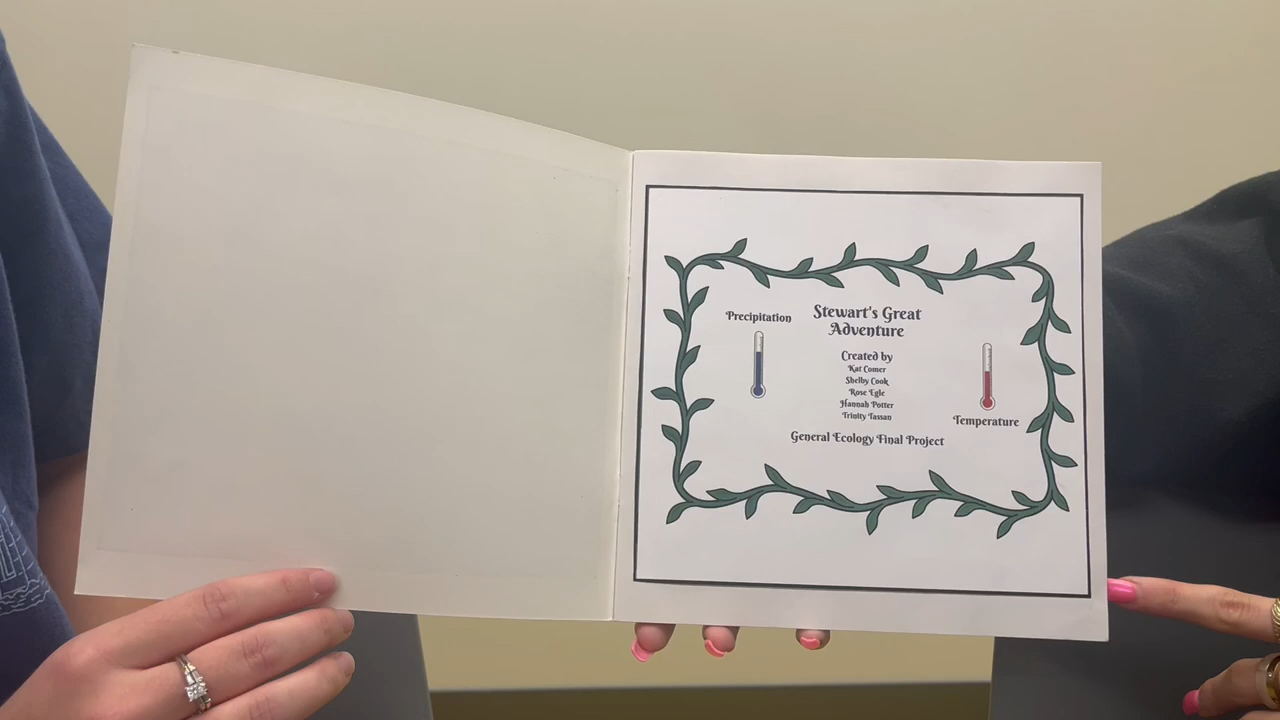 Precipitation
Stewart's Great
Adventure
Created by
Kat Comer
Shelby Cook
Rose Egle
Hannah Potter
Trinity Tassan
Temperature
General Ecology Final Project